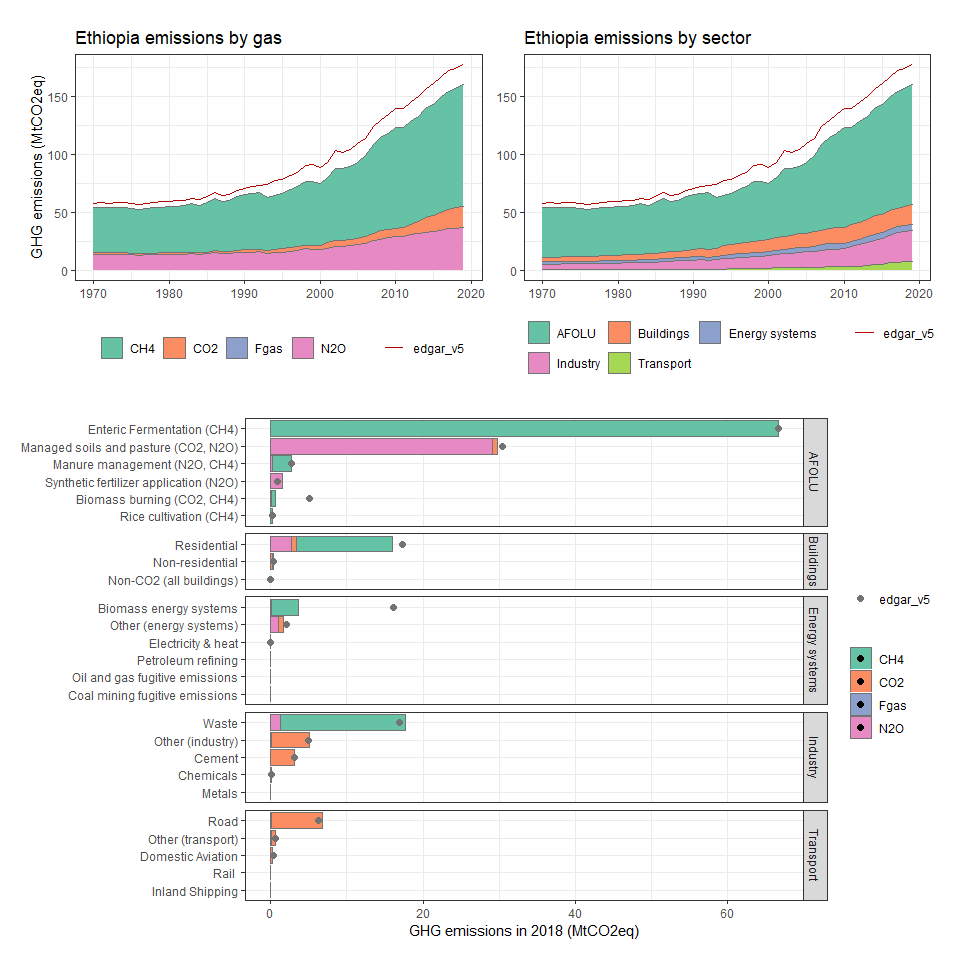 Ethiopia emissions by gas
GHG emissions (MtCO2eq)
150
100
50
0
1970
1980
1990
2000
2010
2020
CH4
CO2
Fgas
N2O
edgar_v5
Ethiopia emissions by sector
150
100
50
0
1970
1980
1990
2000
2010
2020
AFOLU
Buildings
Energy systems
edgar_v5
Industry
Transport
Enteric Fermentation (CH4)
Managed soils and pasture (CO2, N2O)
Manure management (N2O, CH4)
Synthetic fertilizer application (N2O)
Biomass burning (CO2, CH4)
Rice cultivation (CH4)
AFOLU
Residential
Non-residential
Non-CO2 (all buildings)
Buildings
Biomass energy systems
Other (energy systems)
Electricity & heat
Petroleum refining
Oil and gas fugitive emissions
Coal mining fugitive emissions
Energy systems
Waste
Other (industry)
Cement
Chemicals
Metals
Industry
Road
Other (transport)
Domestic Aviation
Rail
Inland Shipping
Transport
0
20
40
60
GHG emissions in 2018 (MtCO2eq)
edgar_v5
CH4
CO2
Fgas
N2O